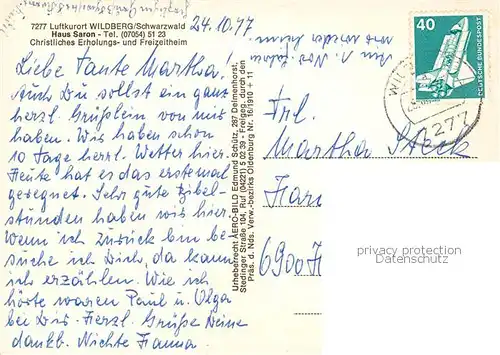 7277 Luftkurort WILDBERG/Schwarzwald
Haus Saron - Tel. (07054) 51 23
Christliches Erholungs- und Freizeitheim
24.10.77
Liebe Tante Martha!
Auch Du sollst ein ganz
herzl. Grüßlein von mir
haben. Wir haben schon
10 Tage herrl. Wetter hier.
Heute hat es das erstemal
geregnet. Sehr gute Bibel-
stunden haben wir hier
Wenn ich zurück bin be-
suche ich Dich, da kann
ich erzählen. Wie ich
hörte waren Paul u. Olga
bei Dir. Herzl. Grüße Deine
dankb. Nichte Hanna.
Urheberrecht AERO-BILD Edmund Schütz, 287 Delmenhorst,
Stedinger Straße 104, Ruf (04221) 5 02 39 - Freigeg. durch den
Präs. d. Nds. Verw.-bezirks Oldenburg Nr. 16/1910 + 11
40
DEUTSCHE BUNDESPOST
7277
Frl.
Martha Steck
6900 H
privacy protection
Datenschutz